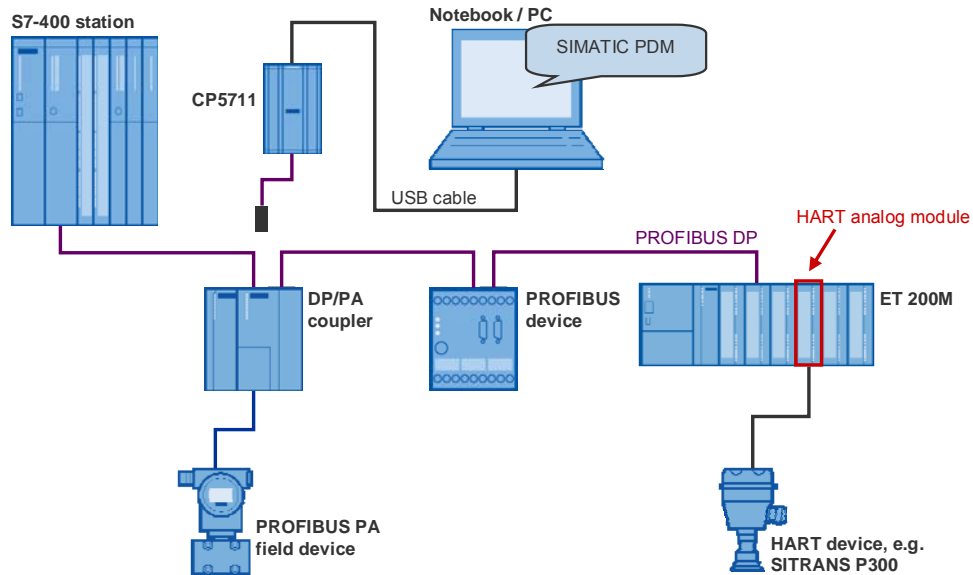 S7-400 station
Notebook / PC
SIMATIC PDM
CP5711
USB cable
HART analog module
PROFIBUS DP
DP/PA
coupler
PROFIBUS
device
ET 200M
PROFIBUS PA
field device
HART device, e.g.
SITRANS P300